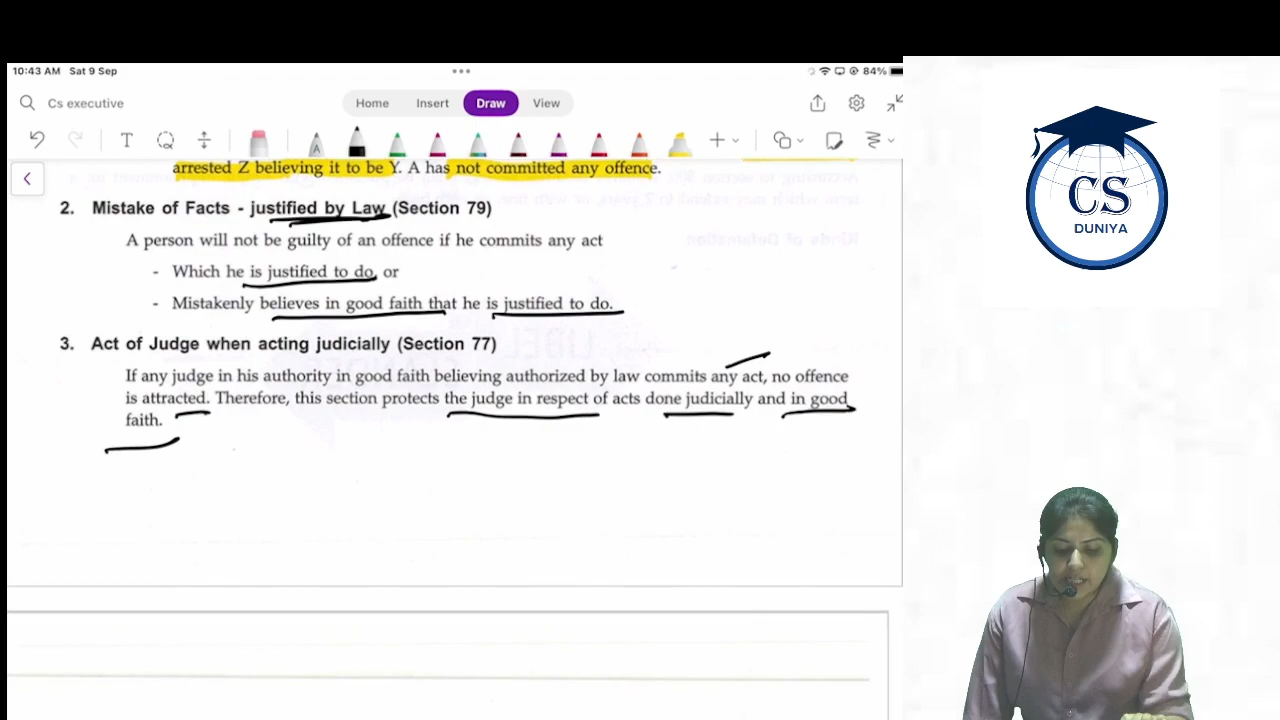 10:43 AM Sat 9 Sep
84%
Cs executive
Home Insert Draw View
arrested Z believing it to be Y. A has not committed any offence.
2. Mistake of Facts - justified by Law (Section 79)
A person will not be guilty of an offence if he commits any act
- Which he is justified to do, or
- Mistakenly believes in good faith that he is justified to do.
3. Act of Judge when acting judicially (Section 77)
If any judge in his authority in good faith believing authorized by law commits any act, no offence
is attracted. Therefore, this section protects the judge in respect of acts done judicially and in good
faith.
CS
DUNIYA